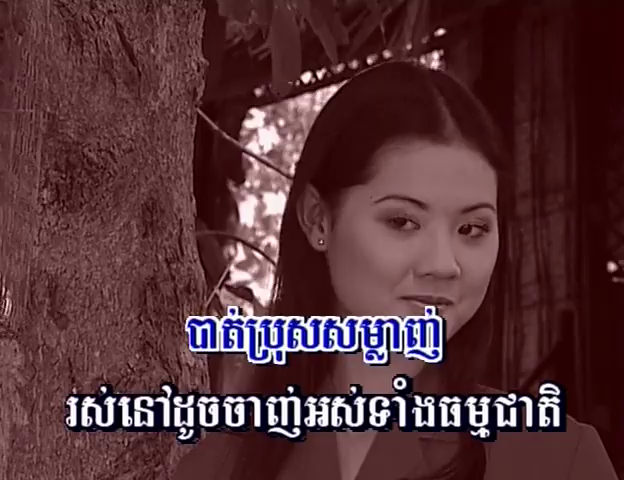 បាត់ប្រុសសម្លាញ់
រស់នៅដូចចាញ់អស់ទាំងធម្មជាតិ